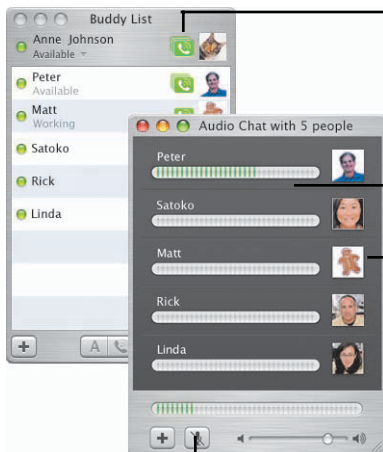 Buddy List
Anne Johnson
Available
Peter
Available
Matt
Working
Satoko
Rick
Linda
A
Audio Chat with 5 people
Peter
Satoko
Matt
Rick
Linda